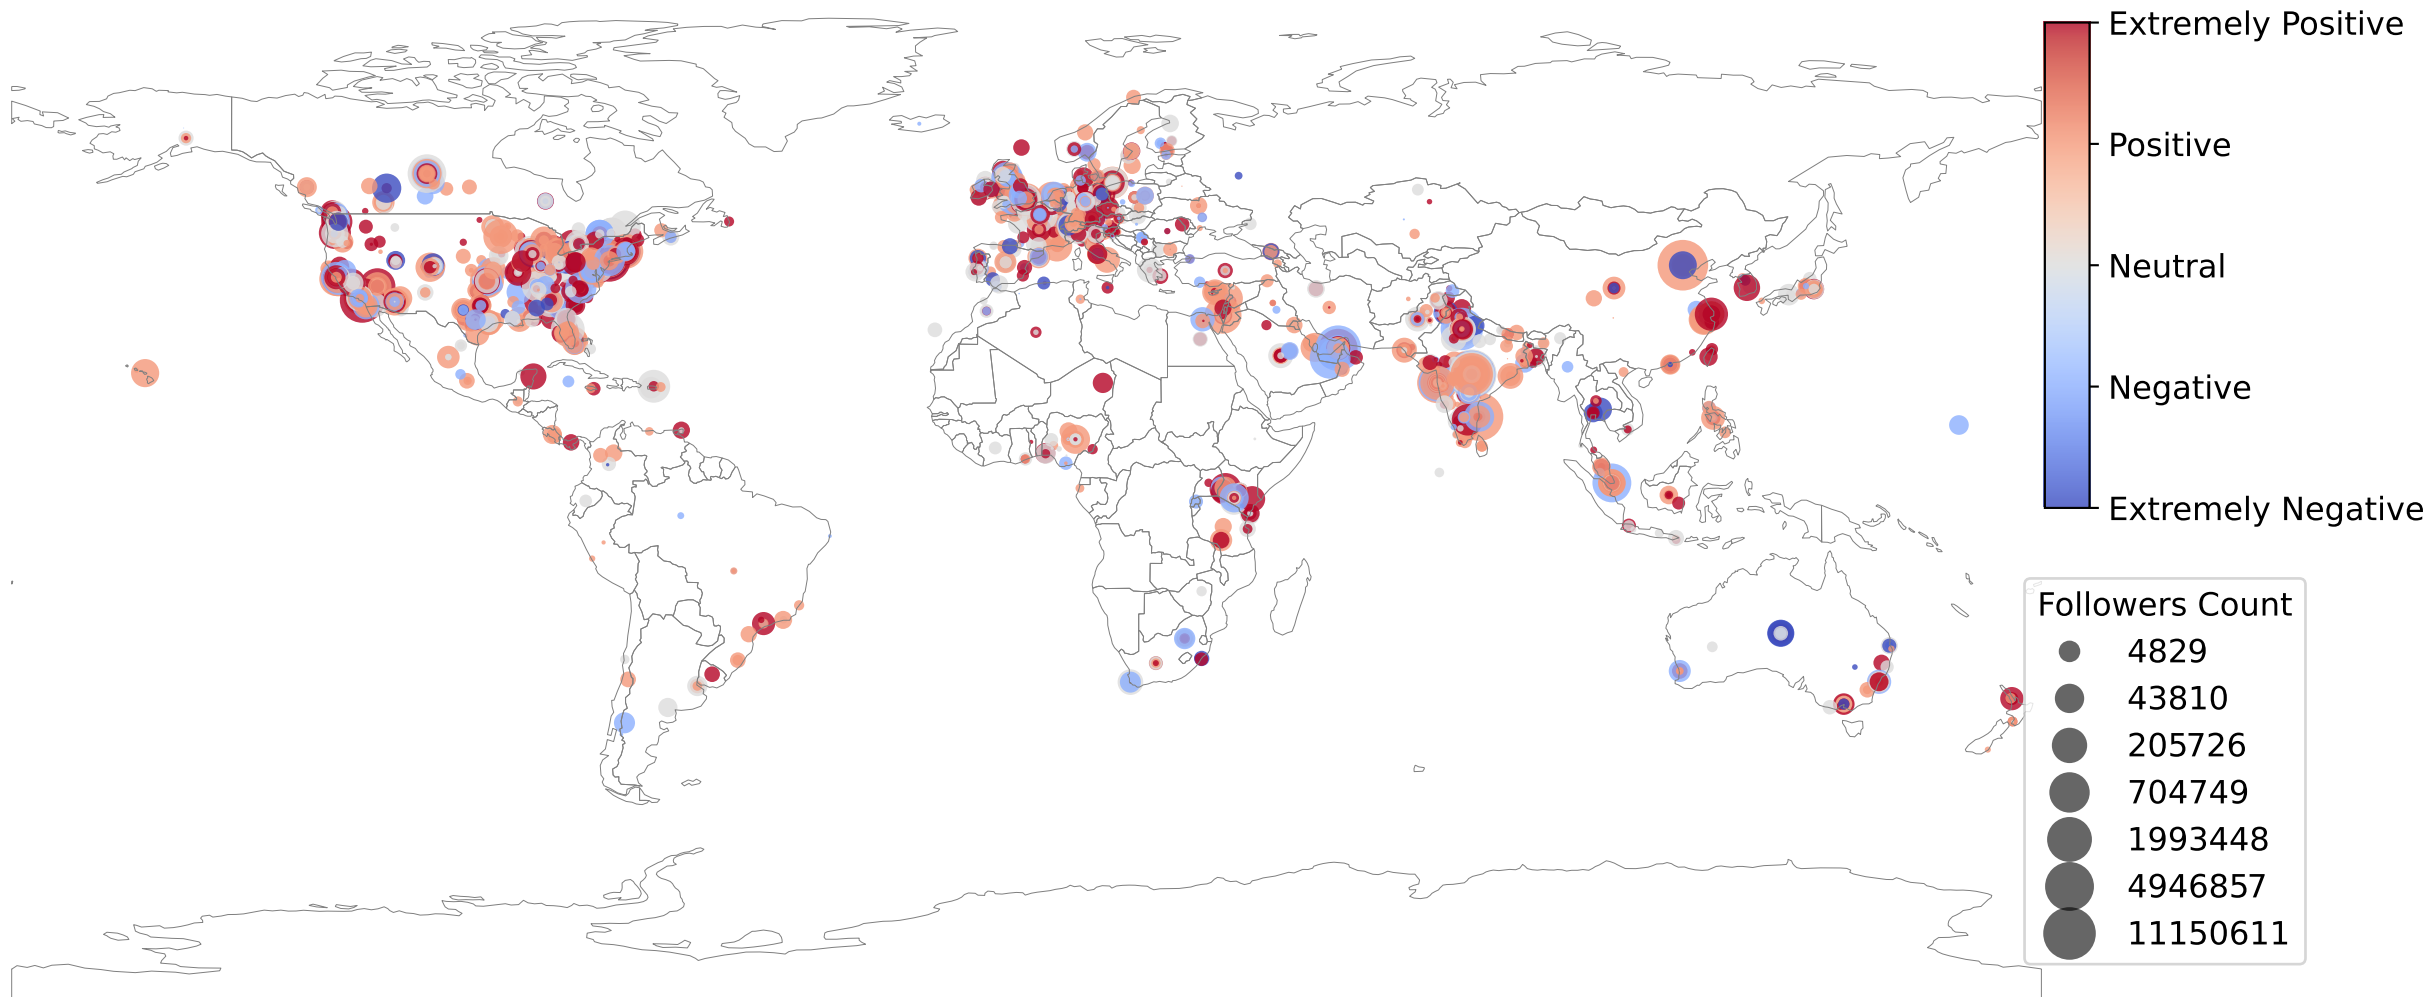 Extremely Positive
Positive
Neutral
Negative
Extremely Negative
Followers Count
4829
43810
205726
704749
1993448
4946857
11150611